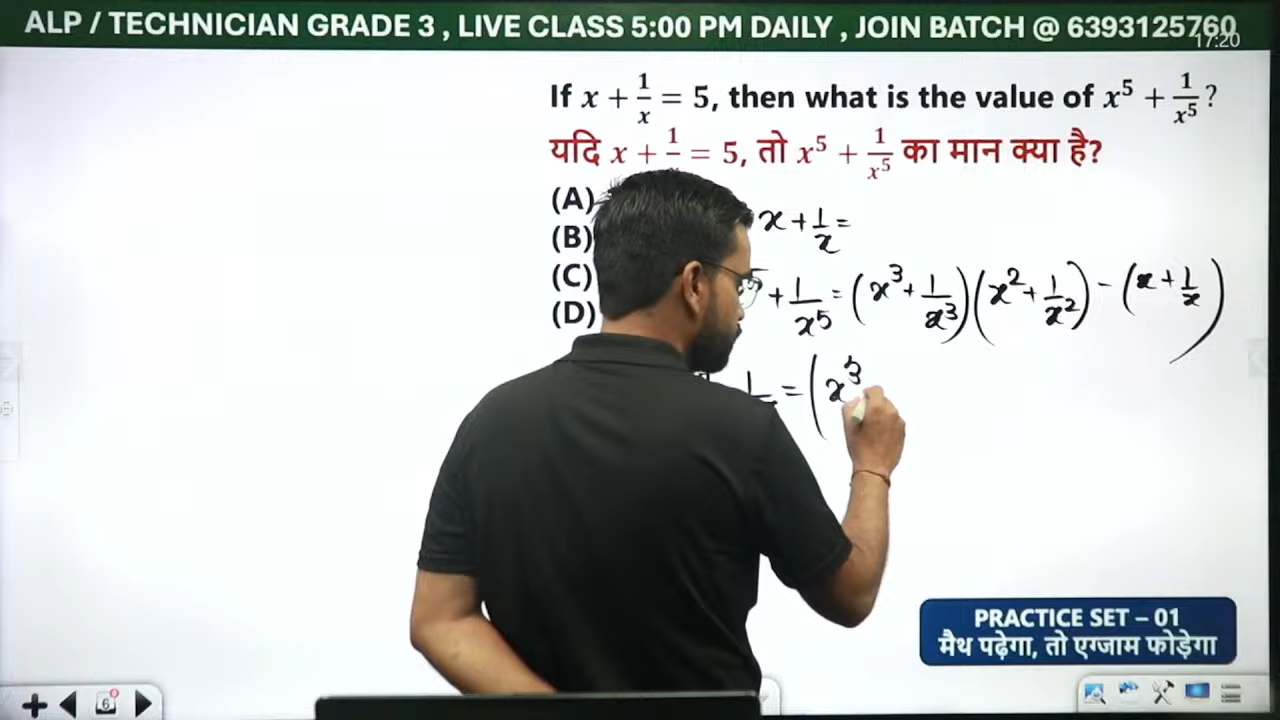 ALP / TECHNICIAN GRADE 3 , LIVE CLASS 5:00 PM DAILY , JOIN BATCH @ 6393125760
17:20
If x + 1/x = 5, then what is the value of x⁵ + 1/x⁵ ?
यदि x + 1/ = 5, तो x⁵ + 1/x⁵ का मान क्या है?
(A)
x + 1/x =
(B)
(C)
+ 1/x⁵ = (x³ + 1/x³)(x² + 1/x²) - (x + 1/x)
(D)
= (x³
PRACTICE SET – 01
मैथ पढ़ेगा, तो एग्जाम फोड़ेगा
6